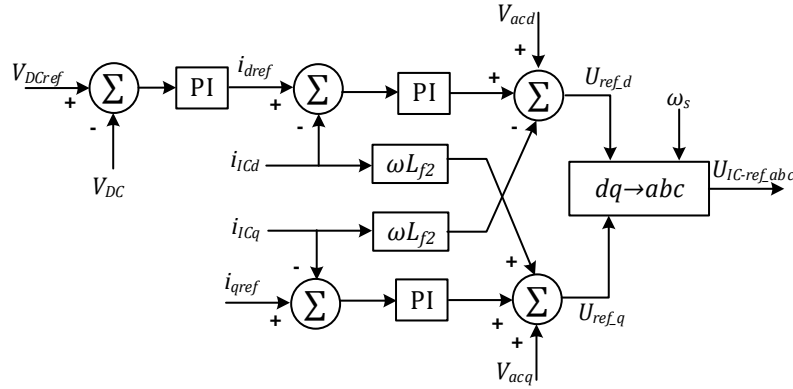 V_acd
+
V_DCref
+
-
Σ
PI
i_dref
+
-
Σ
PI
+
-
Σ
U_ref_d
ω_s
V_DC
i_ICd
ωL_f2
dq→abc
U_IC-ref_abc
i_ICq
ωL_f2
-
i_qref
+
Σ
PI
+
+
+
Σ
U_ref_q
V_acq